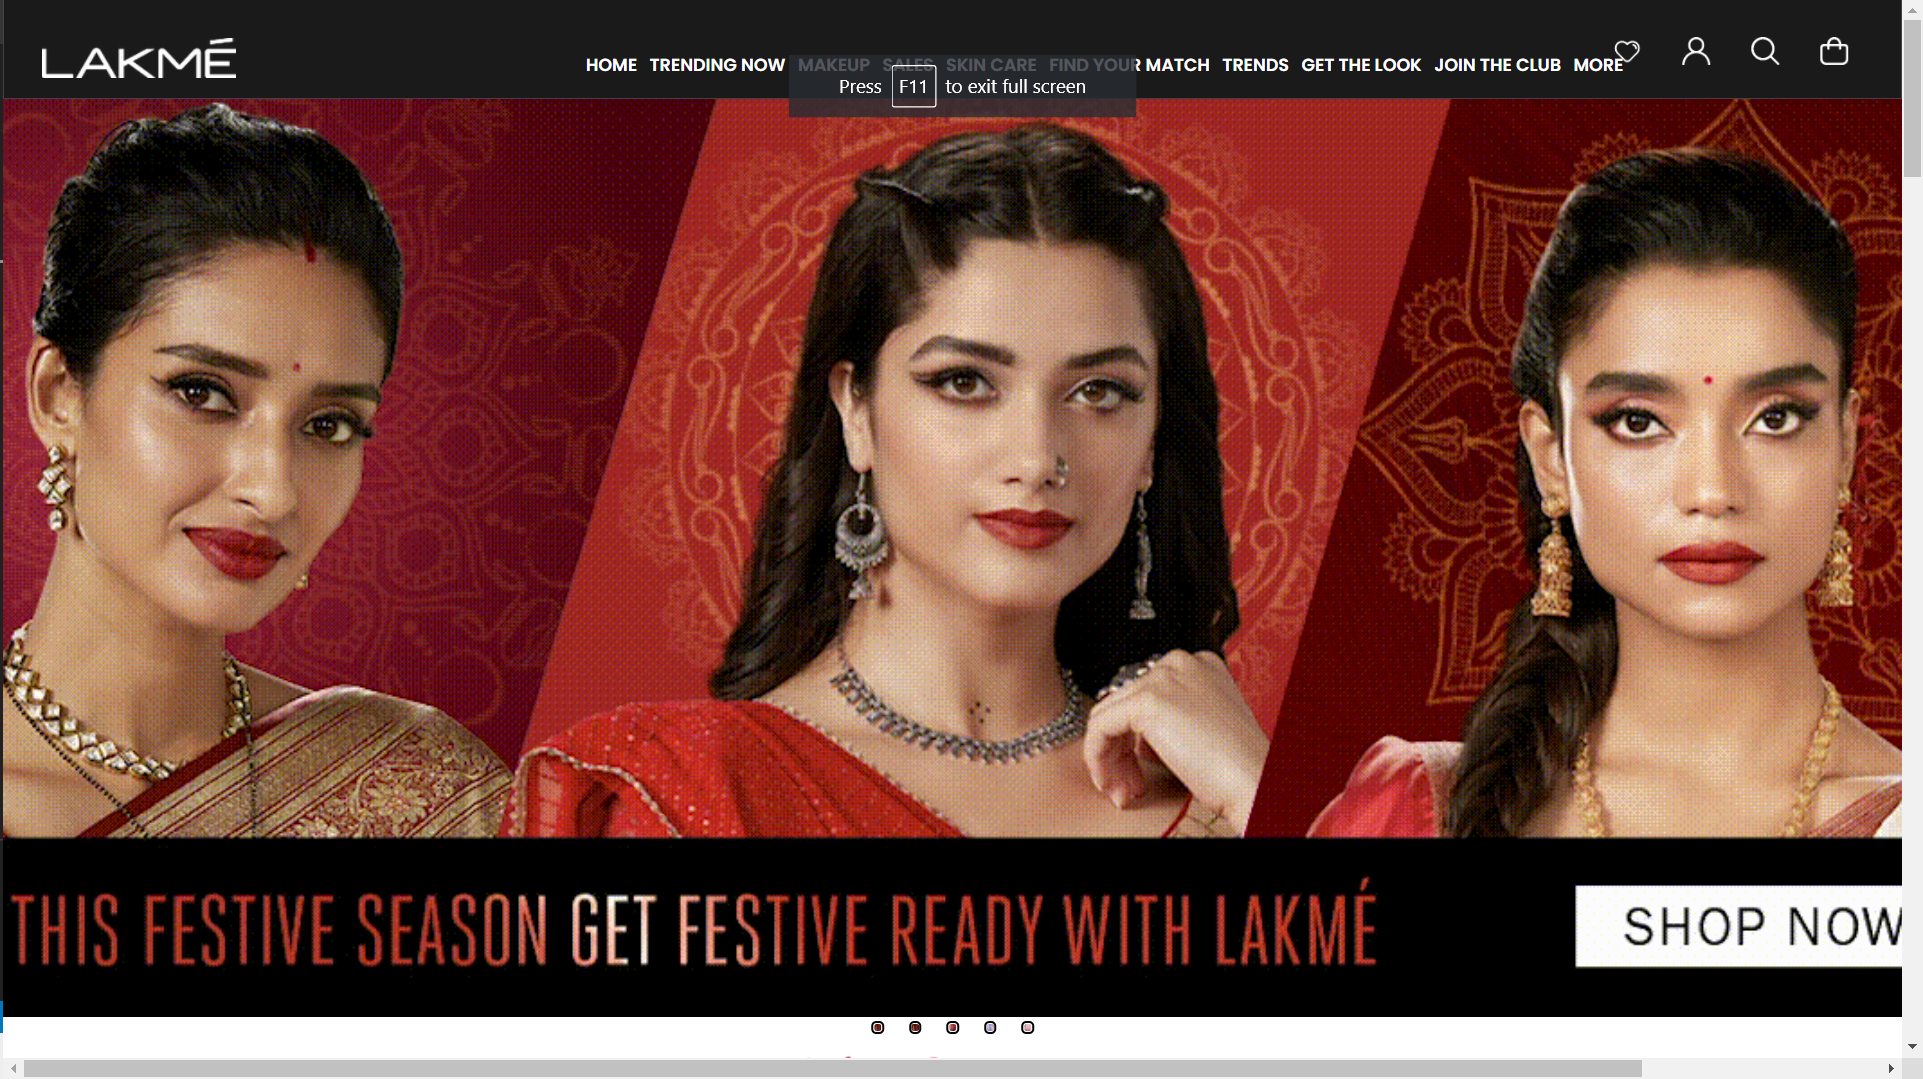 LAKMÉ
HOME TRENDING NOW MAKEUP SALES SKIN CARE FIND YOUR MATCH TRENDS GET THE LOOK JOIN THE CLUB MORE
Press F11 to exit full screen
THIS FESTIVE SEASON GET FESTIVE READY WITH LAKMÉ
SHOP NOW